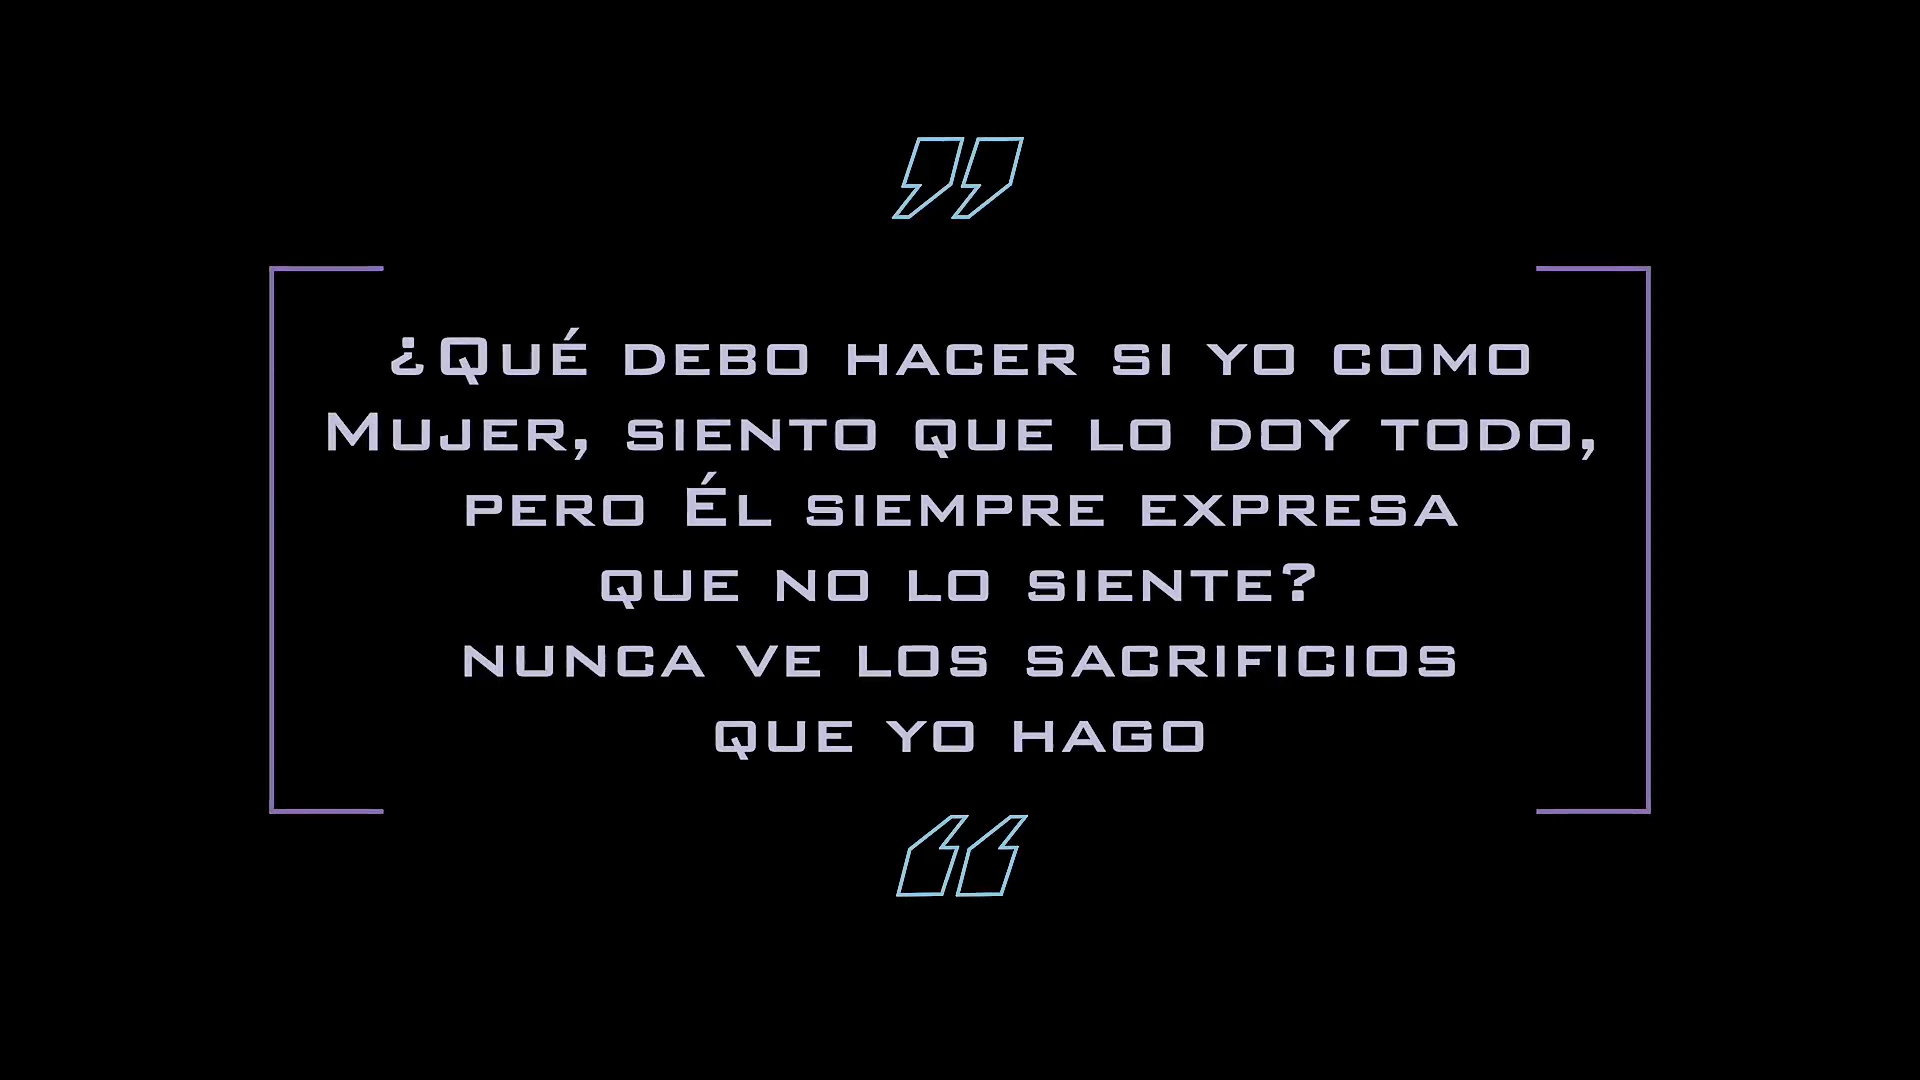 ¿Qué debo hacer si yo como
Mujer, siento que lo doy todo,
pero Él siempre expresa
que no lo siente?
nunca ve los sacrificios
que yo hago